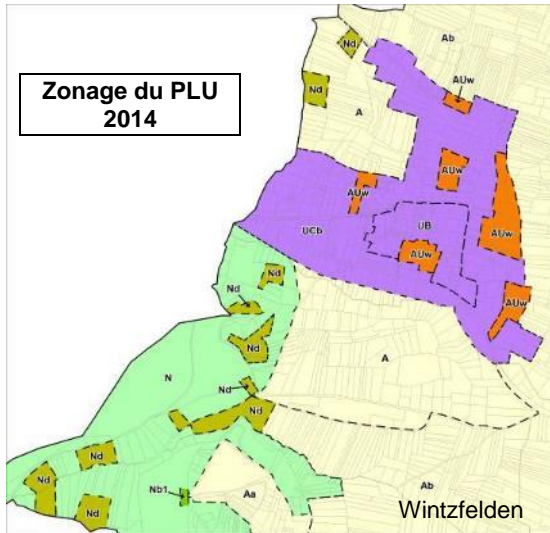 Zonage du PLU
2014
Nd
Ab
Nd
AUw
A
AUw
AUw
UCb
UB
AUw
AUw
Nd
Nd
AUw
Nd
A
N
Nd
Nd
Nd
Nd
Nb1
Aa
Ab
Nd
Wintzfelden